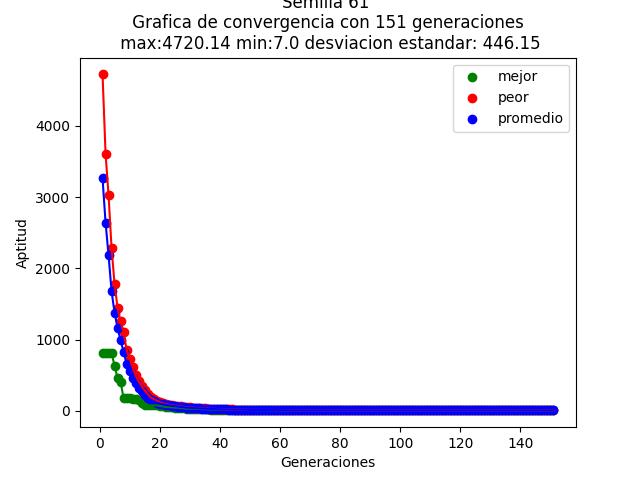 Semilla 61
Grafica de convergencia con 151 generaciones
max:4720.14 min:7.0 desviacion estandar: 446.15
mejor
peor
promedio
Aptitud
4000
3000
2000
1000
0
0 20 40 60 80 100 120 140
Generaciones